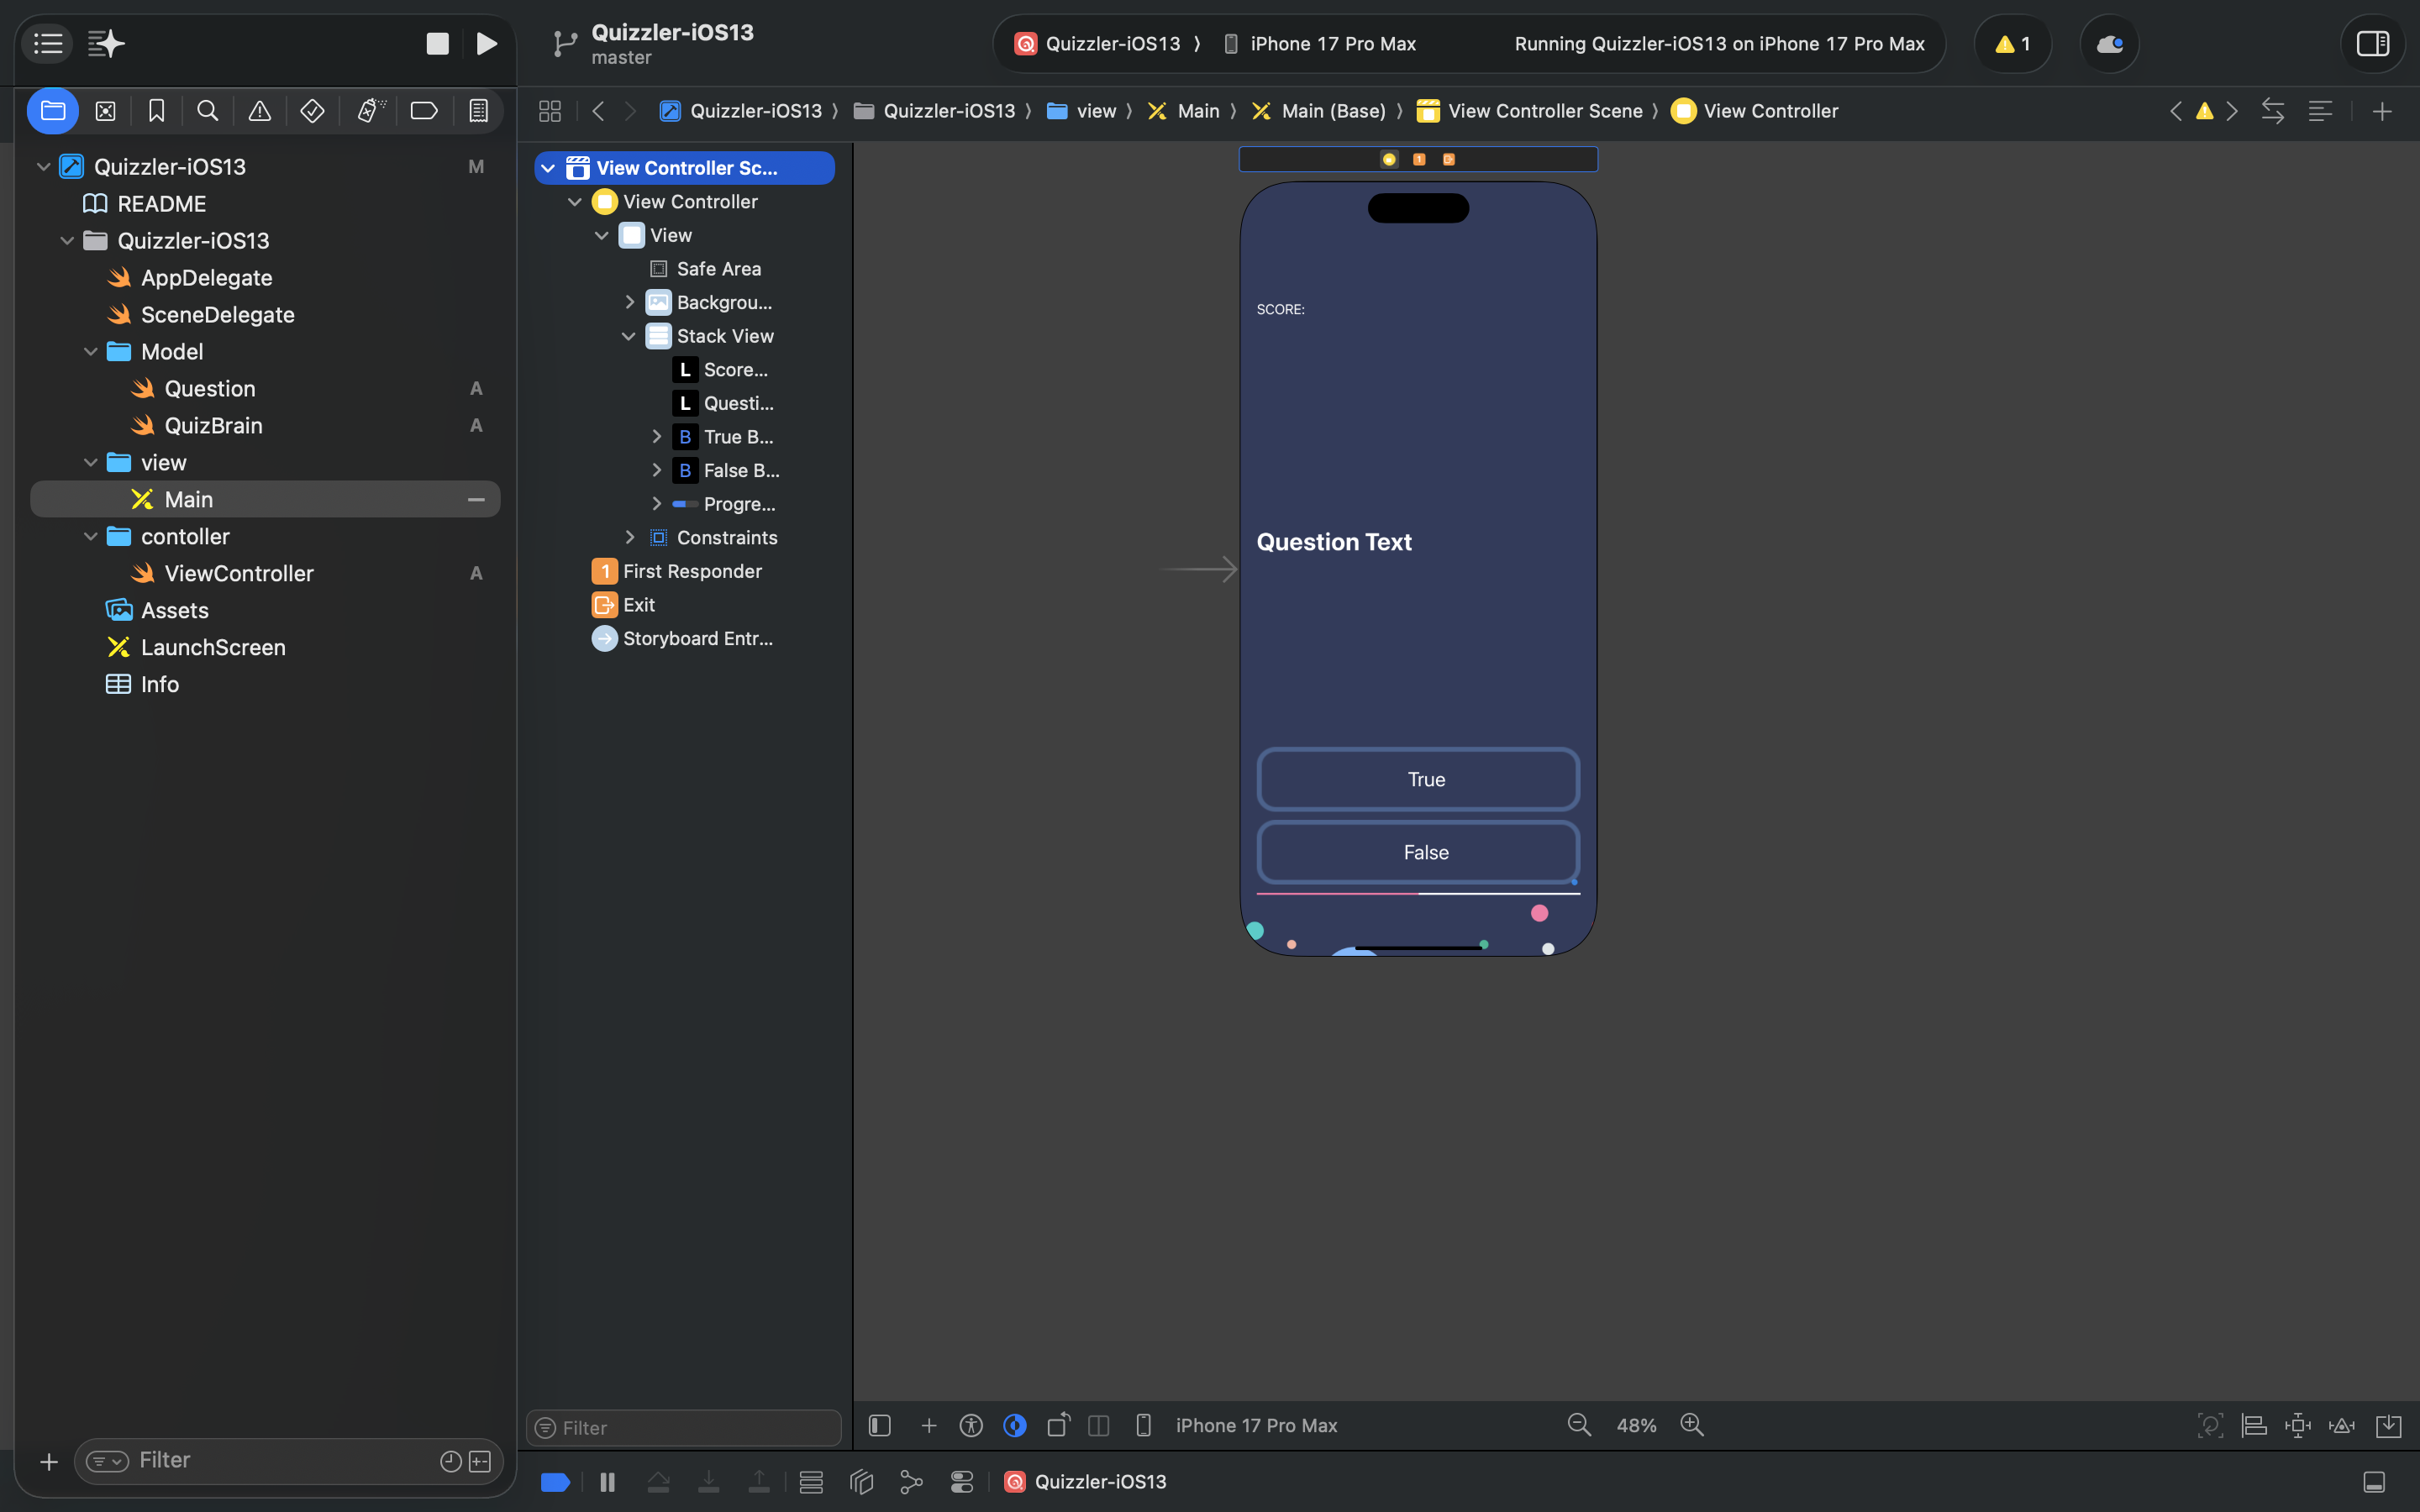 Quizzler-iOS13
master
Quizzler-iOS13 〉 iPhone 17 Pro Max
Running Quizzler-iOS13 on iPhone 17 Pro Max
1
Quizzler-iOS13 〉 Quizzler-iOS13 〉 view 〉 Main 〉 Main (Base) 〉 View Controller Scene 〉 View Controller
Quizzler-iOS13 M
README
Quizzler-iOS13
AppDelegate
SceneDelegate
Model
Question A
QuizBrain A
view
Main
contoller
ViewController A
Assets
LaunchScreen
Info
Filter
View Controller Sc...
View Controller
View
Safe Area
Backgrou...
Stack View
L Score...
L Questi...
B True B...
B False B...
Progre...
Constraints
1 First Responder
Exit
Storyboard Entr...
Filter
1
SCORE:
Question Text
True
False
iPhone 17 Pro Max
48%
Quizzler-iOS13